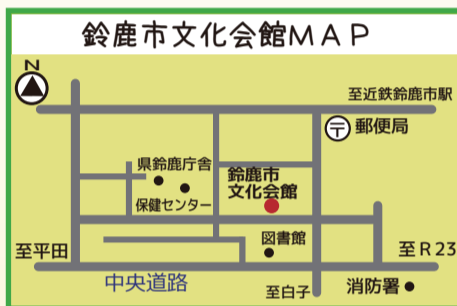 鈴鹿市文化会館MAP
N
至近鉄鈴鹿市駅
〒 郵便局
県鈴鹿庁舎
保健センター
鈴鹿市
文化会館
図書館
至平田
至R23
中央道路
至白子
消防署